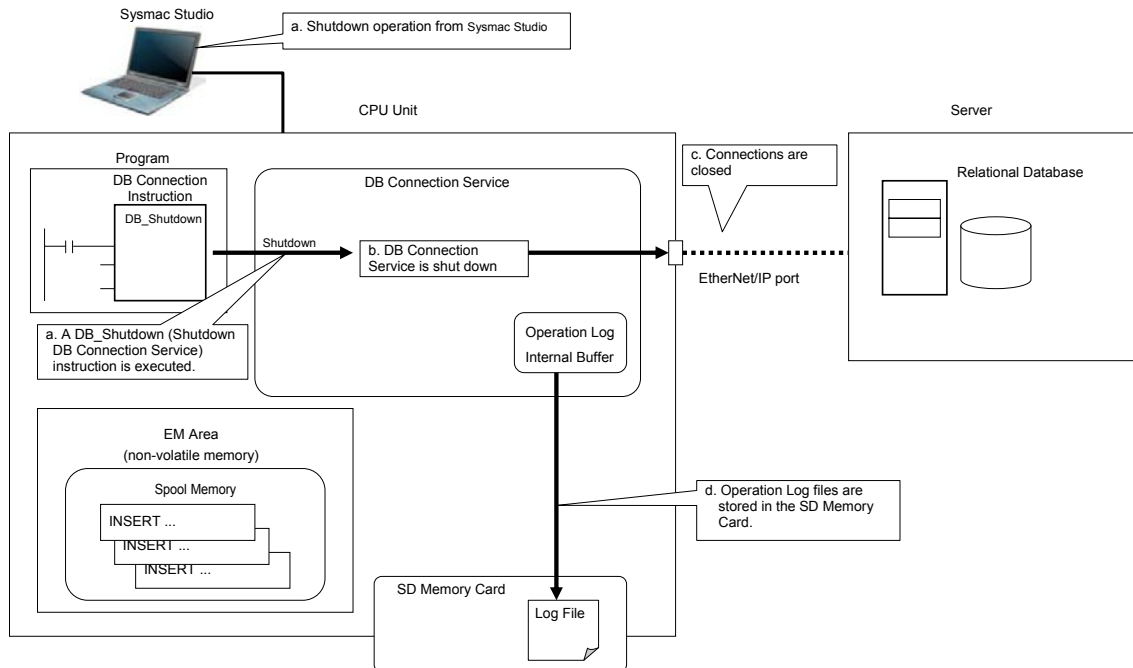 Sysmac Studio
a. Shutdown operation from Sysmac Studio
CPU Unit
Server
Program
DB Connection
Instruction
DB_Shutdown
DB Connection Service
c. Connections are
closed
Relational Database
Shutdown
b. DB Connection
Service is shut down
EtherNet/IP port
a. A DB_Shutdown (Shutdown
DB Connection Service)
instruction is executed.
Operation Log
Internal Buffer
EM Area
(non-volatile memory)
Spool Memory
INSERT ...
INSERT ...
INSERT ...
d. Operation Log files are
stored in the SD Memory
Card.
SD Memory Card
Log File